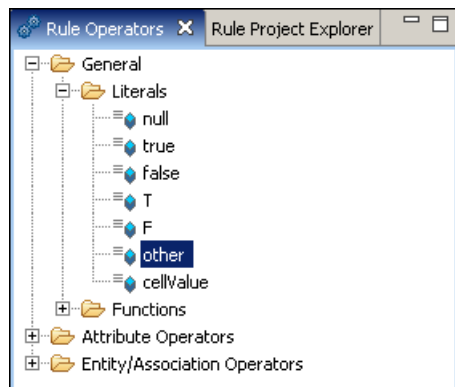 Rule Operators Rule Project Explorer
General
Literals
null
true
false
T
F
other
cellValue
Functions
Attribute Operators
Entity/Association Operators